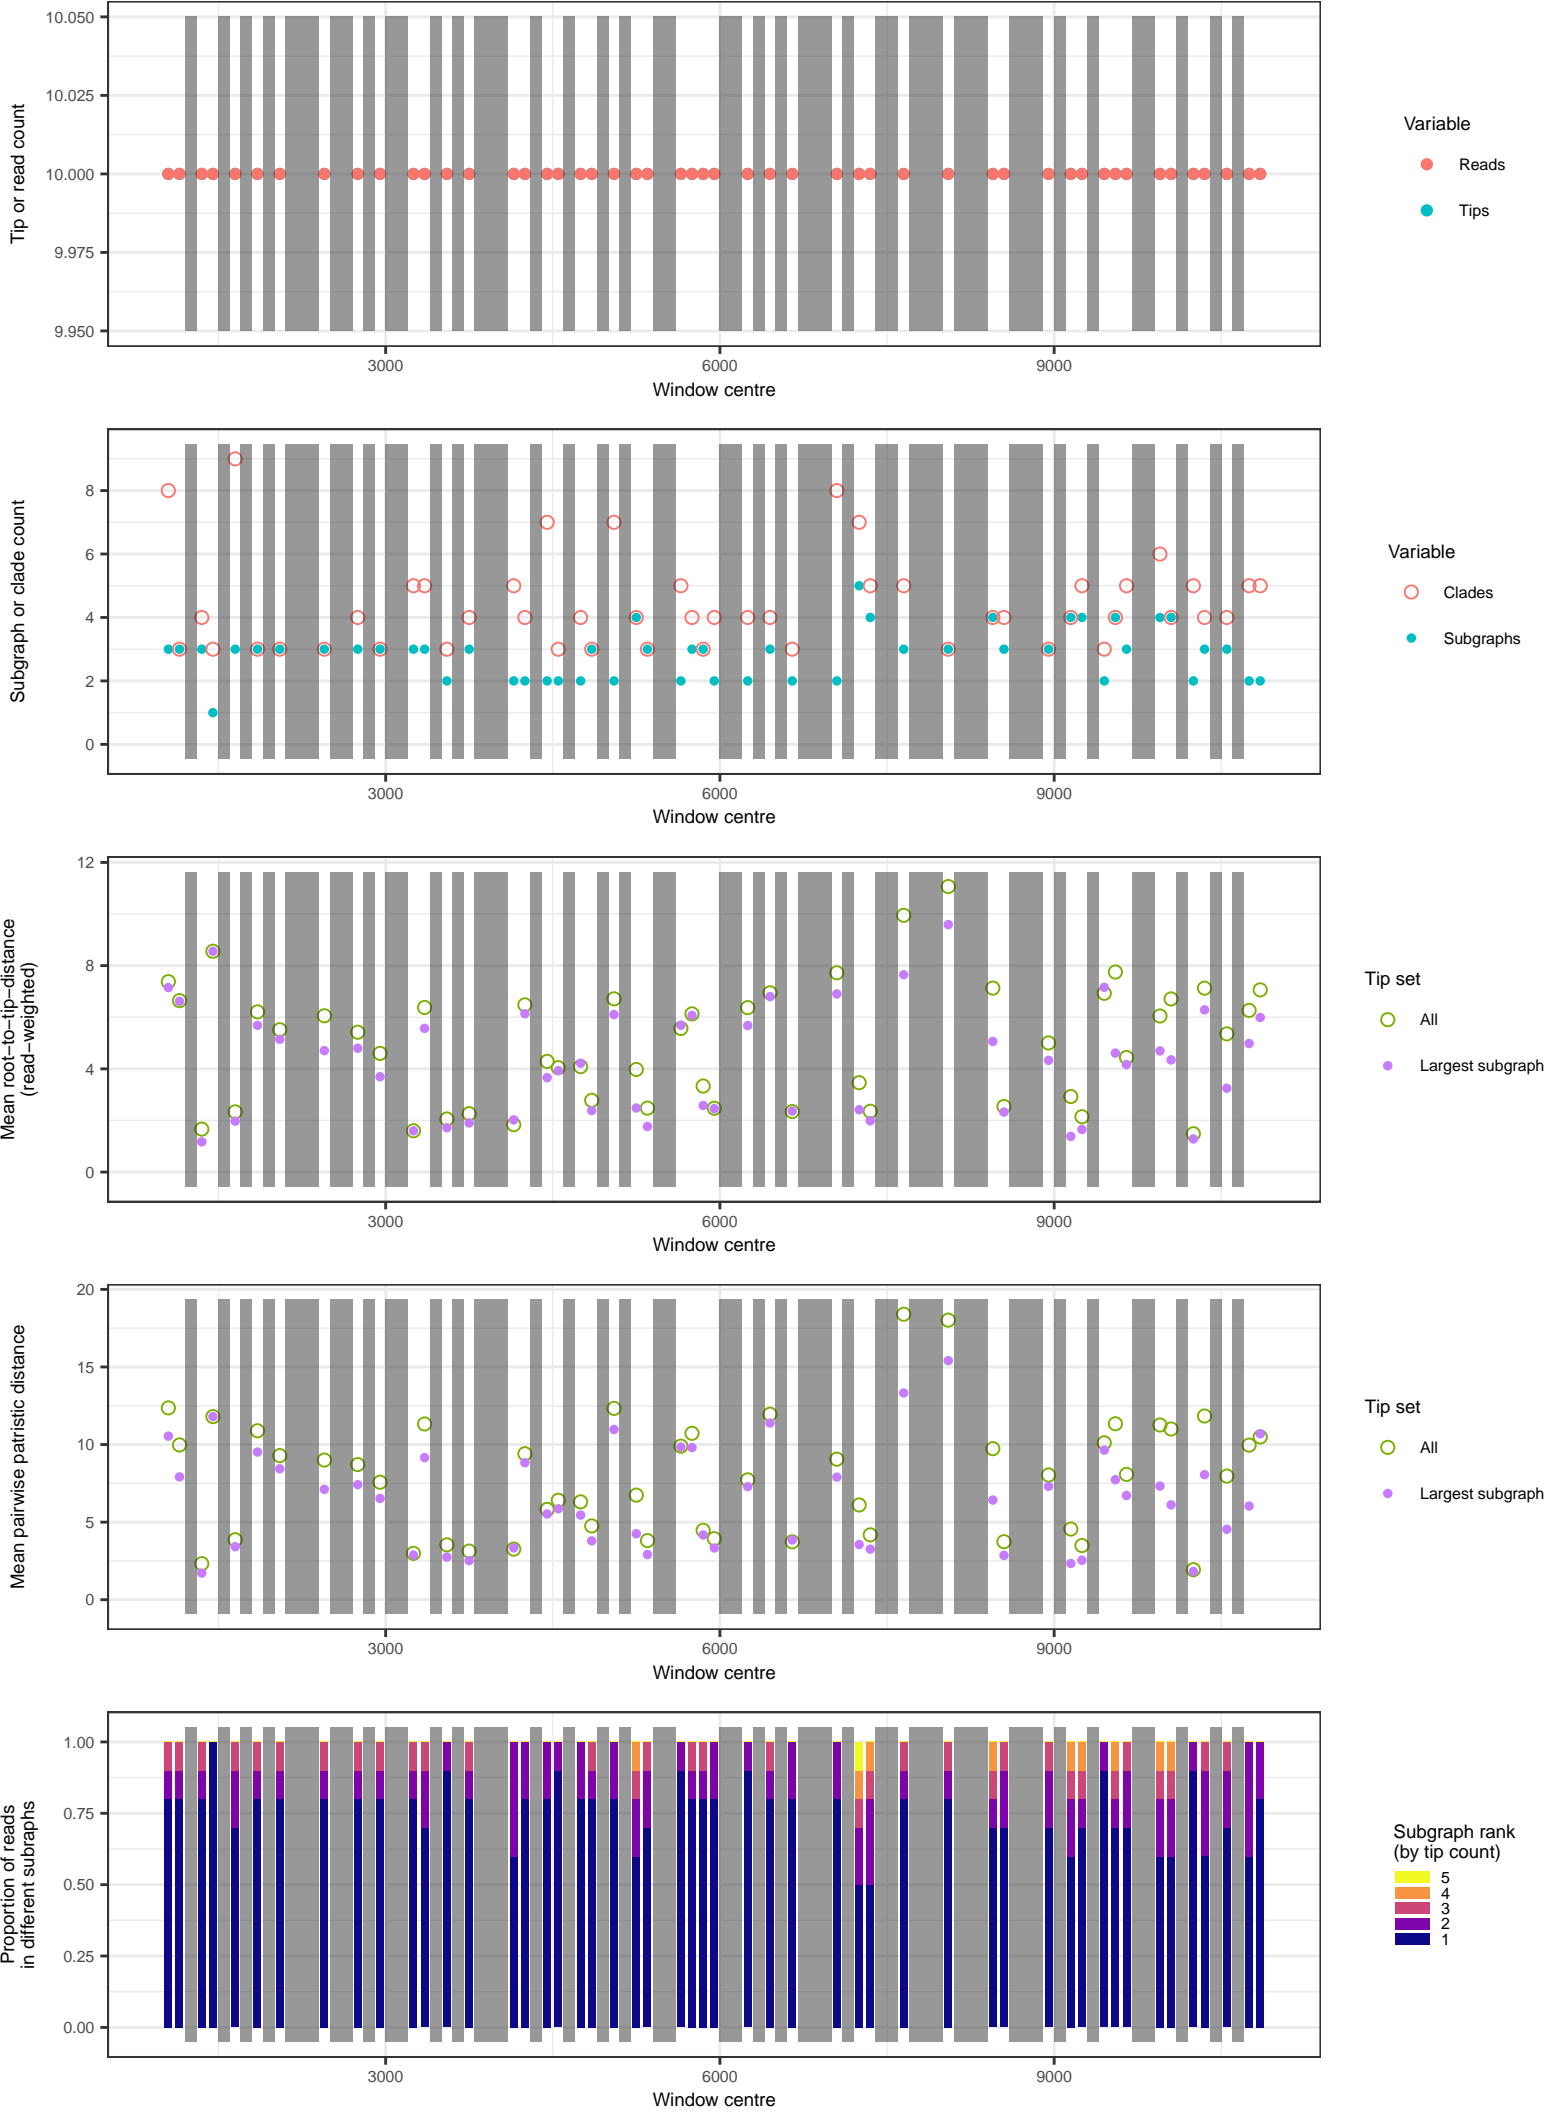 10.050
10.025
10.000
9.975
9.950
Tip or read count
3000
6000
9000
Window centre
Variable
Reads
Tips
8
6
4
2
0
Subgraph or clade count
3000
6000
9000
Window centre
Variable
Clades
Subgraphs
12
8
4
0
Mean root−to−tip−distance
(read−weighted)
3000
6000
9000
Window centre
Tip set
All
Largest subgraph
20
15
10
5
0
Mean pairwise patristic distance
3000
6000
9000
Window centre
Tip set
All
Largest subgraph
1.00
0.75
0.50
0.25
0.00
Proportion of reads
in different subraphs
3000
6000
9000
Window centre
Subgraph rank
(by tip count)
5
4
3
2
1